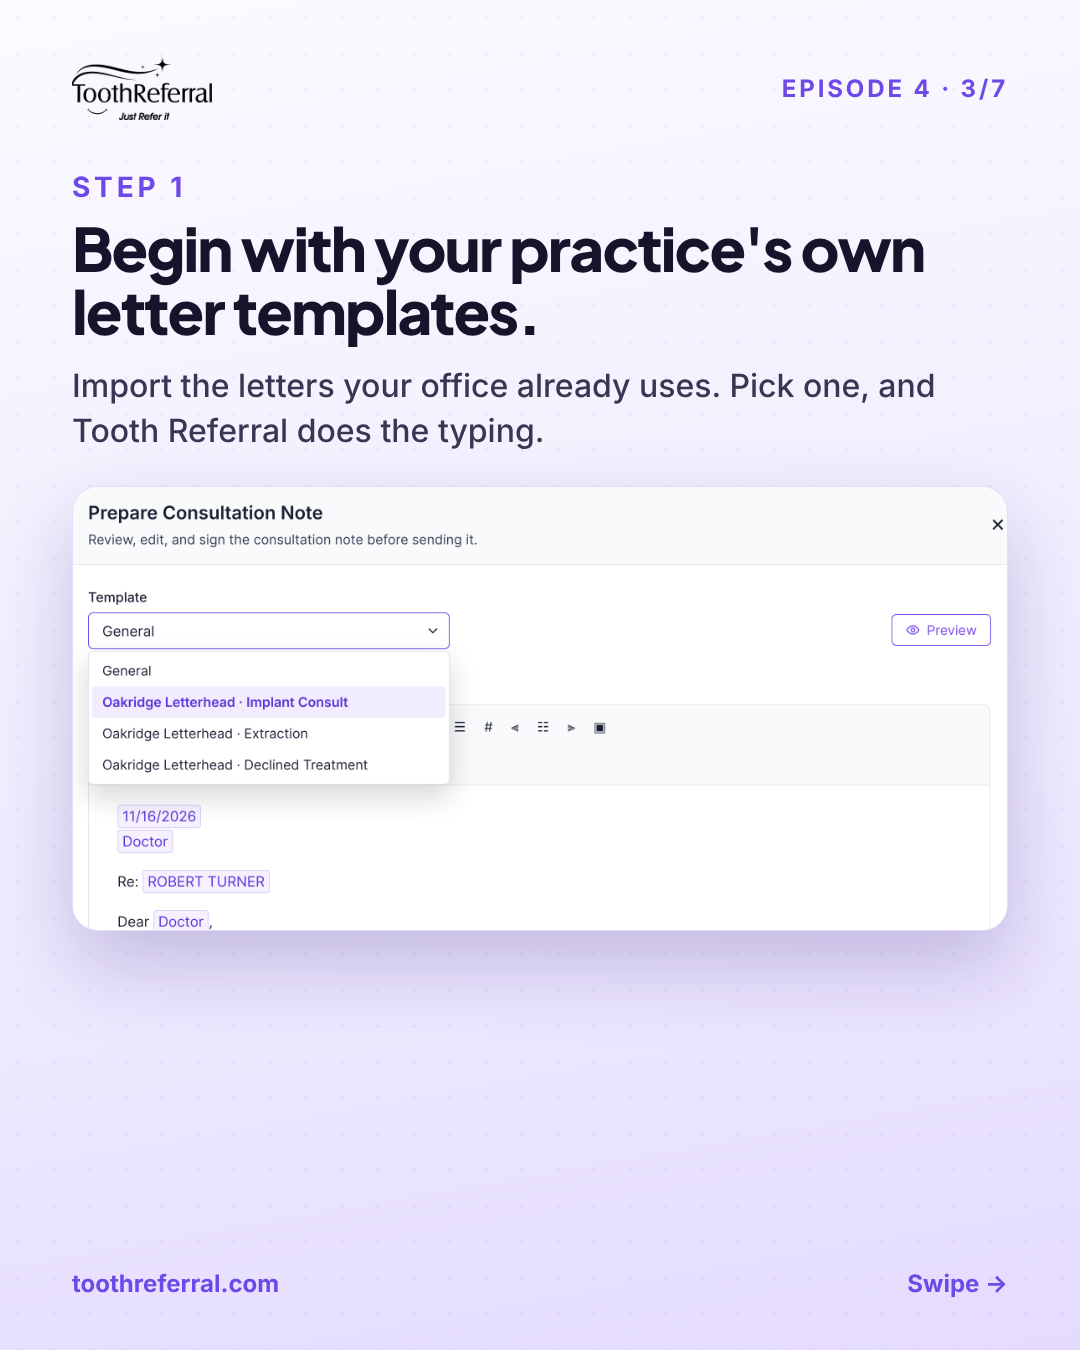 ToothReferral
Just Refer it
EPISODE 4 · 3/7
STEP 1
Begin with your practice's own
letter templates.
Import the letters your office already uses. Pick one, and
Tooth Referral does the typing.
Prepare Consultation Note
Review, edit, and sign the consultation note before sending it.
Template
General
Preview
General
Oakridge Letterhead · Implant Consult
Oakridge Letterhead · Extraction
Oakridge Letterhead · Declined Treatment
#
11/16/2026
Doctor
Re: ROBERT TURNER
Dear Doctor,
toothreferral.com
Swipe →